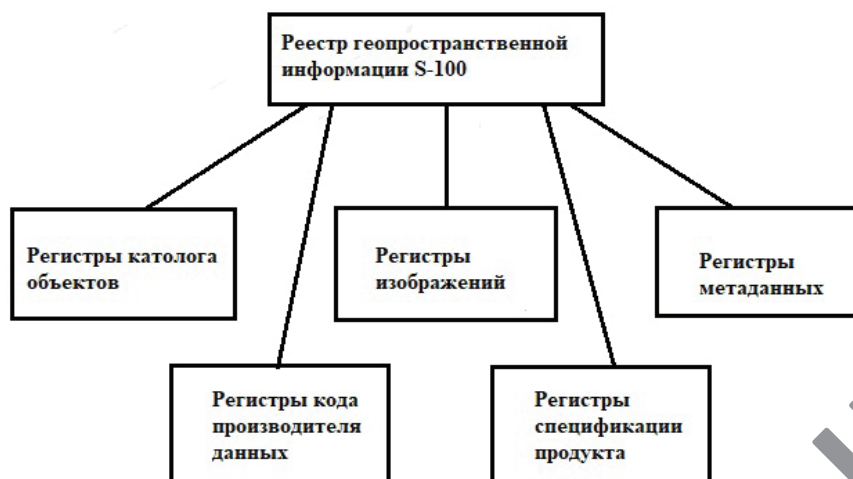 Реестр геопространственной
информации S-100
Регистры католога
объектов
Регистры
изображений
Регистры
метаданных
Регистры кода
производителя
данных
Регистры
спецификации
продукта